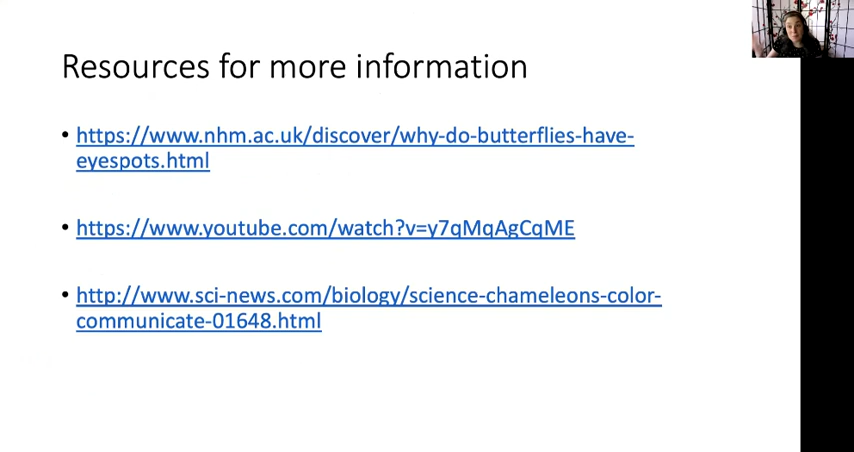 Resources for more information
• https://www.nhm.ac.uk/discover/why-do-butterflies-have-
eyespots.html
• https://www.youtube.com/watch?v=y7qMqAgCqME
• http://www.sci-news.com/biology/science-chameleons-color-
communicate-01648.html